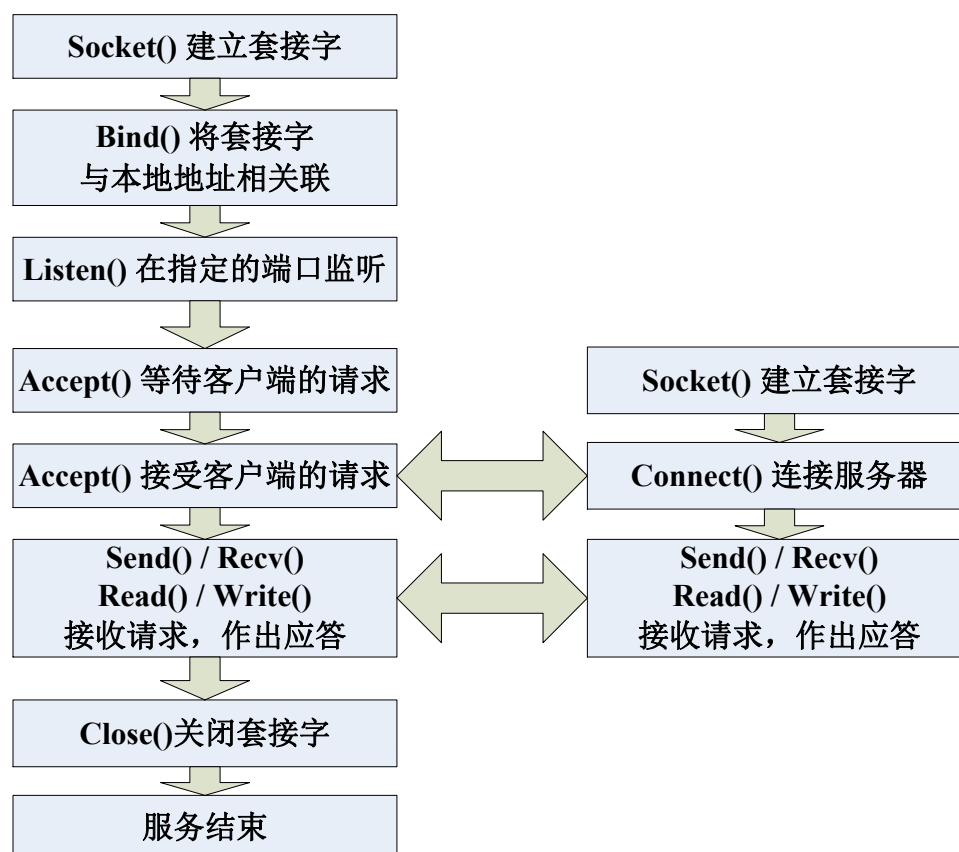 Socket() 建立套接字
Bind() 将套接字
与本地地址相关联
Listen() 在指定的端口监听
Accept() 等待客户端的请求
Accept() 接受客户端的请求
Send() / Recv()
Read() / Write()
接收请求，作出应答
Close()关闭套接字
服务结束
Socket() 建立套接字
Connect() 连接服务器
Send() / Recv()
Read() / Write()
接收请求，作出应答